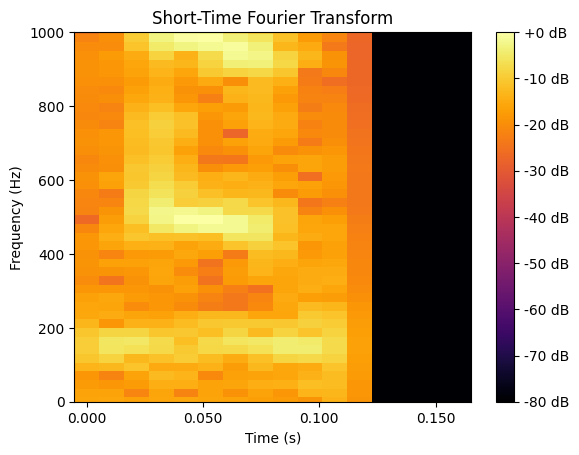 Short-Time Fourier Transform
1000
800
600
400
200
0
Frequency (Hz)
0.000
0.050
0.100
0.150
Time (s)
+0 dB
-10 dB
-20 dB
-30 dB
-40 dB
-50 dB
-60 dB
-70 dB
-80 dB